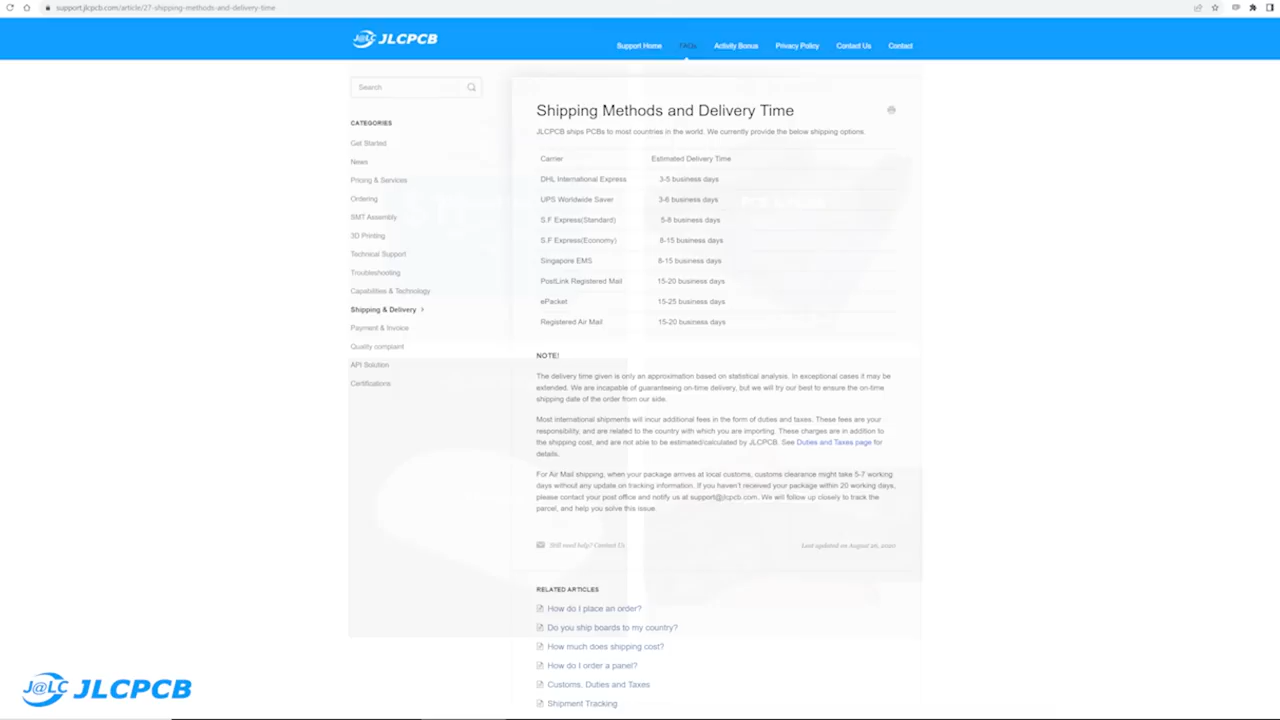 support.jlcpcb.com/article/27-shipping-methods-and-delivery-time
J@LC JLCPCB
Support Home FAQs Activity Bonus Privacy Policy Contact Us Contact
Search
CATEGORIES
Get Started
News
Pricing & Services
Ordering
SMT Assembly
3D Printing
Technical Support
Troubleshooting
Capabilities & Technology
Shipping & Delivery
Payment & Invoice
Quality complaint
API Solution
Certifications
Shipping Methods and Delivery Time
JLCPCB ships PCBs to most countries in the world. We currently provide the below shipping options.
Carrier Estimated Delivery Time
DHL International Express 3-5 business days
UPS Worldwide Saver 3-6 business days
S.F Express(Standard) 5-8 business days
S.F Express(Economy) 8-15 business days
Singapore EMS 8-15 business days
PostLink Registered Mail 15-20 business days
ePacket 15-25 business days
Registered Air Mail 15-20 business days
NOTE!
The delivery time given is only an approximation based on statistical analysis. In exceptional cases it may be
extended. We are incapable of guaranteeing on-time delivery, but we will try our best to ensure the on-time
shipping date of the order from our side.
Most international shipments will incur additional fees in the form of duties and taxes. These fees are your
responsibility, and are related to the country with which you are importing. These charges are in addition to
the shipping cost, and are not able to be estimated/calculated by JLCPCB. See Duties and Taxes page for
details.
For Air Mail shipping, when your package arrives at local customs, customs clearance might take 5-7 working
days without any update on tracking information. If you haven't received your package within 20 working days,
please contact your post office and notify us at support@jlcpcb.com. We will follow up closely to track the
parcel, and help you solve this issue.
Still need help? Contact Us Last updated on August 26, 2021
RELATED ARTICLES
How do I place an order?
Do you ship boards to my country?
How much does shipping cost?
How do I order a panel?
Customs, Duties and Taxes
Shipment Tracking
J@LC JLCPCB